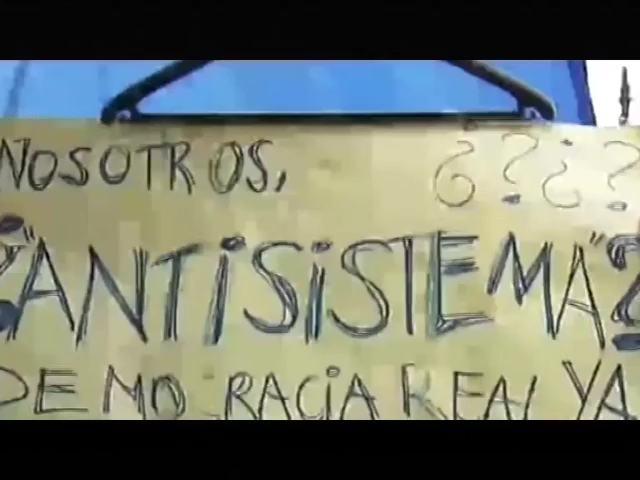 NOSOTROS, ¿?¿?
¿"ANTiSiSTEMA"?
DEMOCRACiA REAL YA